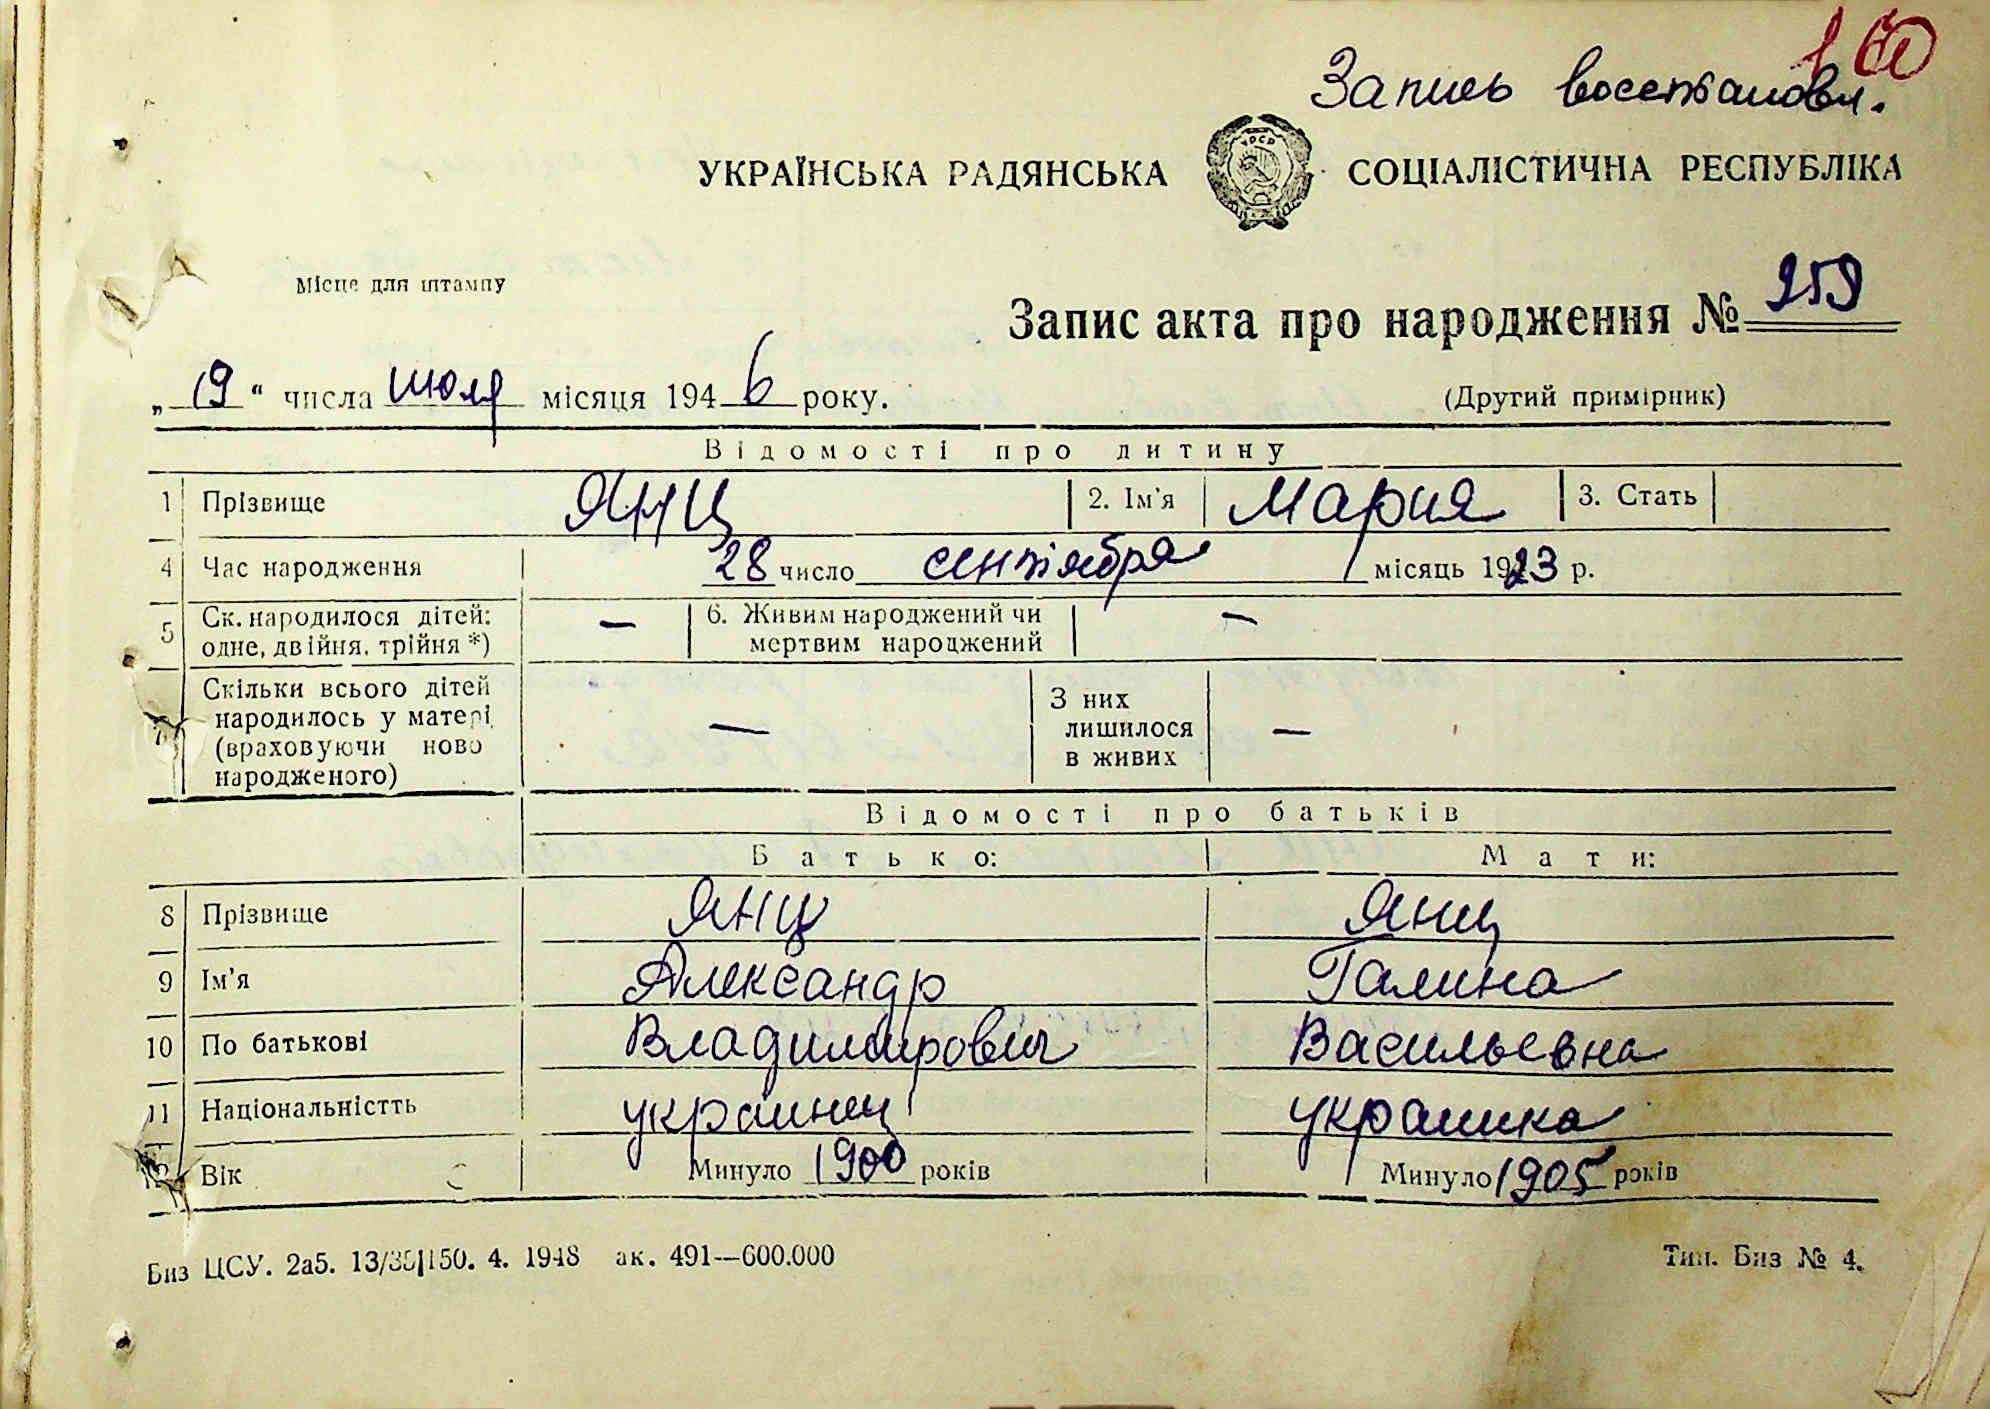 160
Запись восстановл.
УКРАЇНСЬКА РАДЯНСЬКА СОЦІАЛІСТИЧНА РЕСПУБЛІКА
УРСР
Місце для штампу
Запис акта про народження № 259
„19“ числа июля місяця 1946 року.
(Другий примірник)
Відомості про дитину
1 Прізвище Янц 2. Ім'я Мария 3. Стать
4 Час народження 28 число сентября місяць 1923 р.
5 Ск. народилося дітей: одне, двійня, трійня *) — 6. Живим народжений чи мертвим народжений —
7 Скільки всього дітей народилось у матері (враховуючи ново народженого) — З них лишилося в живих —
Відомості про батьків
Батько: Мати:
8 Прізвище Янц Янц
9 Ім'я Александр Галина
10 По батькові Владимирович Васильевна
11 Національністть украинец украинка
12 Вік Минуло 1900 років Минуло 1905 років
Биз ЦСУ. 2а5. 150. 4. 1948 ак. 491—600.000
Тип. Биз № 4.